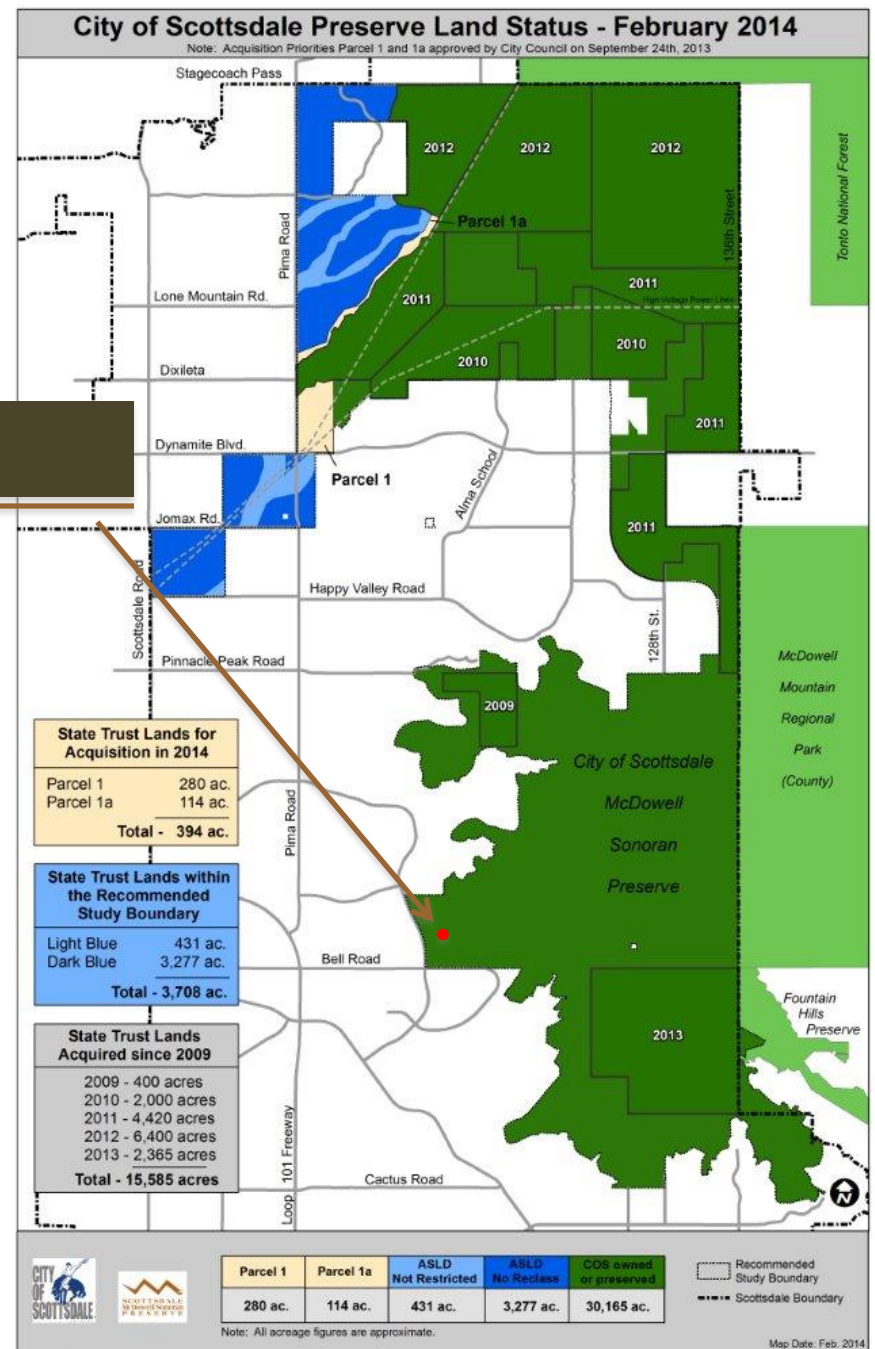 City of Scottsdale Preserve Land Status - February 2014
Note: Acquisition Priorities Parcel 1 and 1a approved by City Council on September 24th, 2013
Stagecoach Pass
2012
2012
2012
Tonto National Forest
136th Street
Parcel 1a
Pima Road
2011
2011
Lone Mountain Rd.
High Voltage Power Lines
2010
2010
Dixileta
2011
Dynamite Blvd.
Parcel 1
Alma School
Jomax Rd.
2011
Happy Valley Road
Scottsdale Road
128th St.
Pinnacle Peak Road
McDowell
Mountain
Regional
Park
(County)
2009
City of Scottsdale
McDowell
Sonoran
Preserve
State Trust Lands for
Acquisition in 2014
Parcel 1 280 ac.
Parcel 1a 114 ac.
Total - 394 ac.
Pima Road
State Trust Lands within
the Recommended
Study Boundary
Light Blue 431 ac.
Dark Blue 3,277 ac.
Total - 3,708 ac.
Bell Road
Fountain
Hills
Preserve
2013
State Trust Lands
Acquired since 2009
2009 - 400 acres
2010 - 2,000 acres
2011 - 4,420 acres
2012 - 6,400 acres
2013 - 2,365 acres
Total - 15,585 acres
Loop 101 Freeway
Cactus Road
N
CITY
OF
SCOTTSDALE
SCOTTSDALE
McDowell Sonoran
PRESERVE
Parcel 1 Parcel 1a ASLD Not Restricted ASLD No Reclass COS owned or preserved
280 ac. 114 ac. 431 ac. 3,277 ac. 30,165 ac.
Note: All acreage figures are approximate.
Recommended
Study Boundary
Scottsdale Boundary
Map Date: Feb. 2014